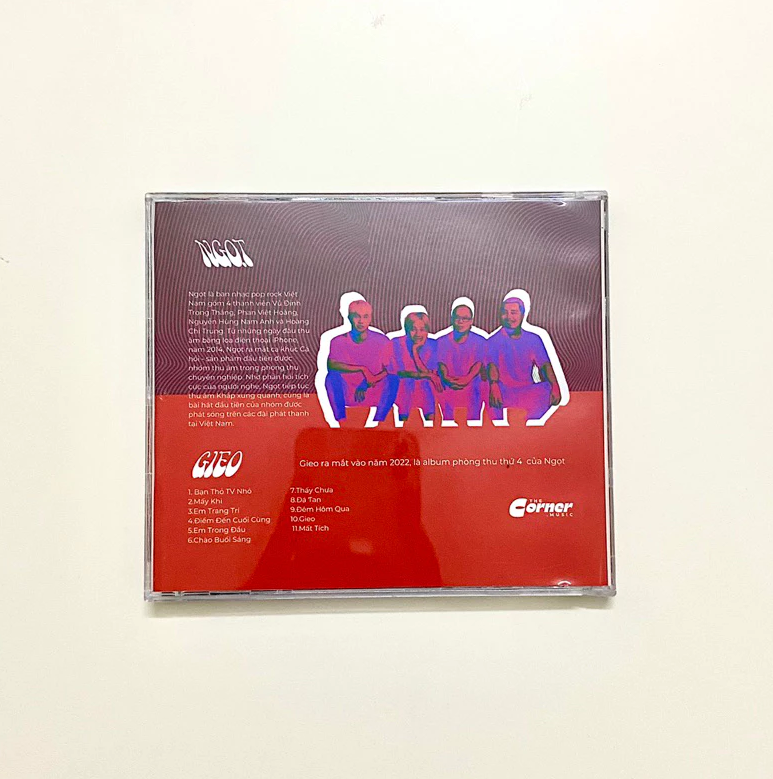 NGỌT
Ngọt là ban nhạc pop rock Việt
Nam gồm 4 thành viên Vũ Đinh
Trọng Thắng, Phan Việt Hoàng,
Nguyễn Hùng Nam Anh và Hoàng
Chí Trung. Từ những ngày đầu thu
âm bằng loa điện thoại iPhone,
năm 2014, Ngọt ra mắt ca khúc Cá
hồi - sản phẩm đầu tiên được
nhóm thu âm trong phòng thu
chuyên nghiệp. Nhờ phản hồi tích
cực của người nghe, Ngọt tiếp tục
thu âm Khắp xung quanh, cũng là
bài hát đầu tiên của nhóm được
phát sóng trên các đài phát thanh
tại Việt Nam.
GIEO
Gieo ra mắt vào năm 2022, là album phòng thu thứ 4 của Ngọt
1. Bạn Thỏ TV Nhỏ
2.Mấy Khi
3.Em Trang Trí
4.Điểm Đến Cuối Cùng
5.Em Trong Đầu
6.Chào Buổi Sáng
7.Thấy Chưa
8.Đá Tan
9.Đêm Hôm Qua
10.Gieo
11.Mất Tích
THE
Corner
.MUSIC